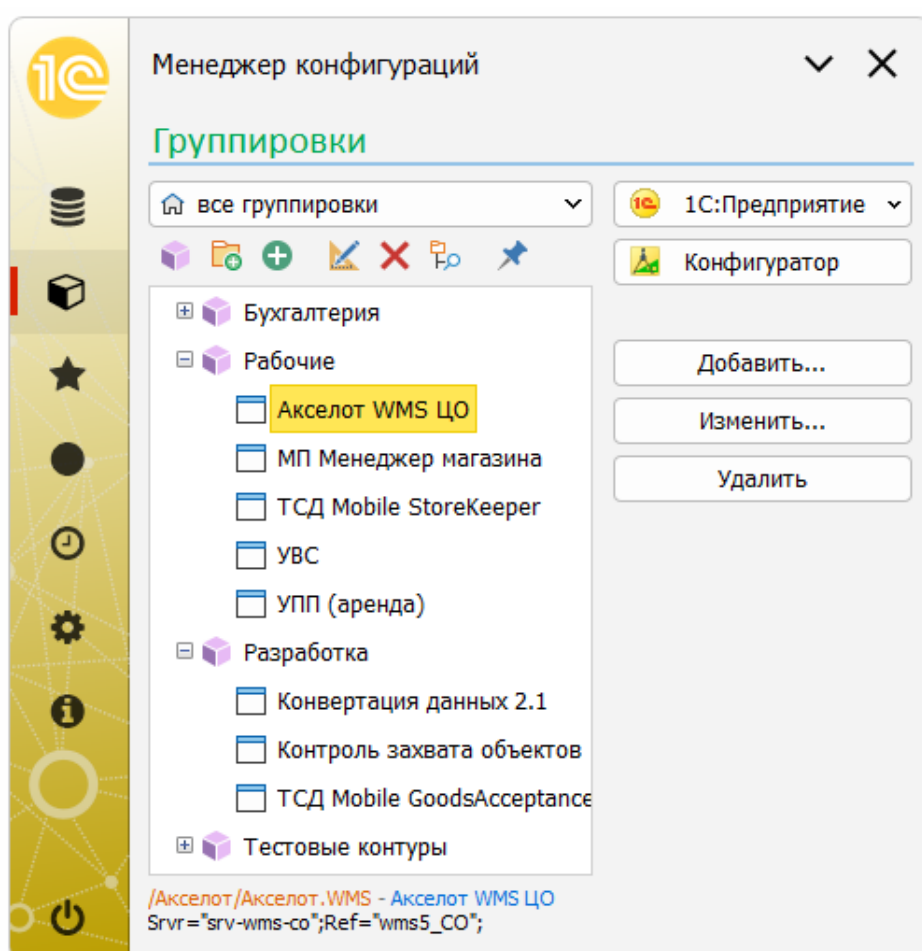 1С
Менеджер конфигураций
Группировки
все группировки
1С:Предприятие
Конфигуратор
Бухгалтерия
Рабочие
Добавить...
Акселот WMS ЦО
Изменить...
МП Менеджер магазина
Удалить
ТСД Mobile StoreKeeper
УВС
УПП (аренда)
Разработка
Конвертация данных 2.1
Контроль захвата объектов
ТСД Mobile GoodsAcceptance
Тестовые контуры
/Акселот/Акселот.WMS - Акселот WMS ЦО
Srvr="srv-wms-co";Ref="wms5_CO";